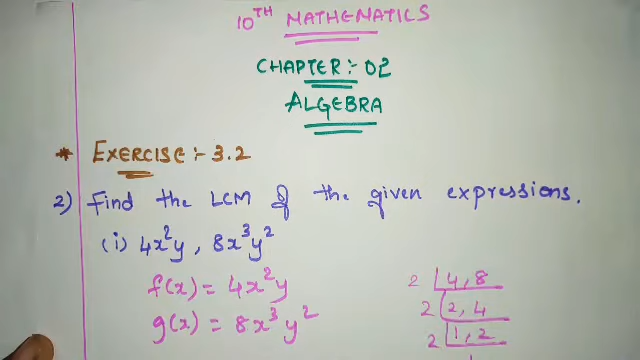 10TH MATHEMATICS
CHAPTER:- 02
ALGEBRA
* EXERCISE:- 3.2
2) Find the LCM of the given expressions.
(i) 4x²y, 8x³y²
f(x) = 4x²y
g(x) = 8x³y²
2 | 4, 8
2 | 2, 4
2 | 1, 2